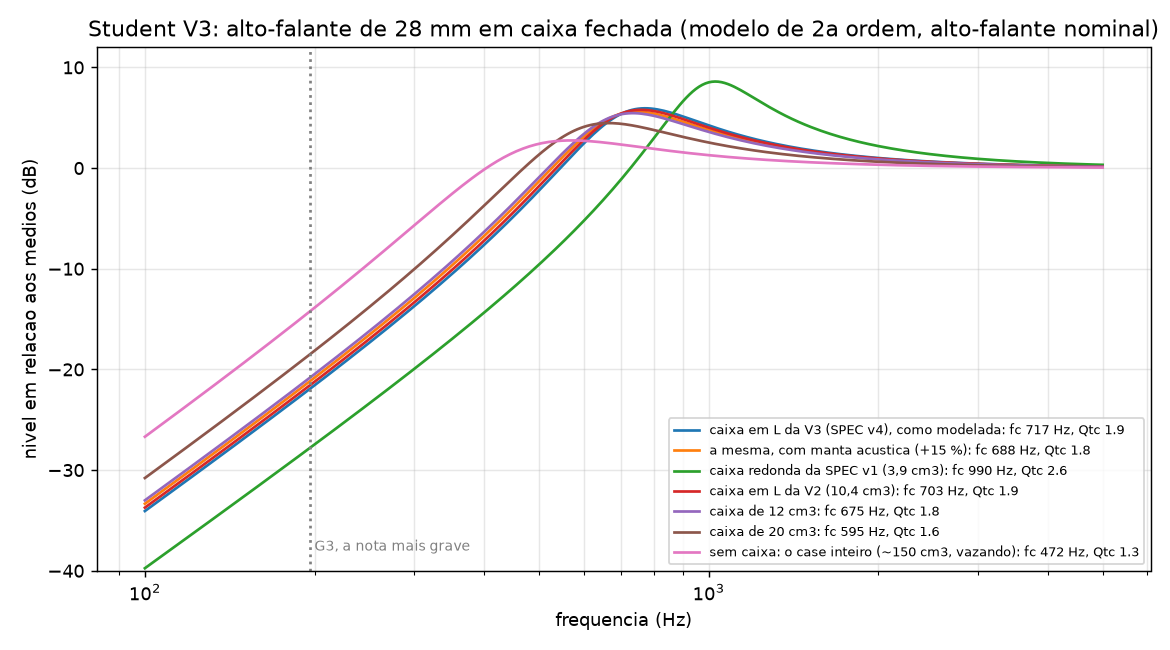 Student V3: alto-falante de 28 mm em caixa fechada (modelo de 2a ordem, alto-falante nominal)
nivel em relacao aos medios (dB)
10
0
−10
−20
−30
−40
G3, a nota mais grave
caixa em L da V3 (SPEC v4), como modelada: fc 717 Hz, Qtc 1.9
a mesma, com manta acustica (+15 %): fc 688 Hz, Qtc 1.8
caixa redonda da SPEC v1 (3,9 cm3): fc 990 Hz, Qtc 2.6
caixa em L da V2 (10,4 cm3): fc 703 Hz, Qtc 1.9
caixa de 12 cm3: fc 675 Hz, Qtc 1.8
caixa de 20 cm3: fc 595 Hz, Qtc 1.6
sem caixa: o case inteiro (~150 cm3, vazando): fc 472 Hz, Qtc 1.3
10² 10³
frequencia (Hz)